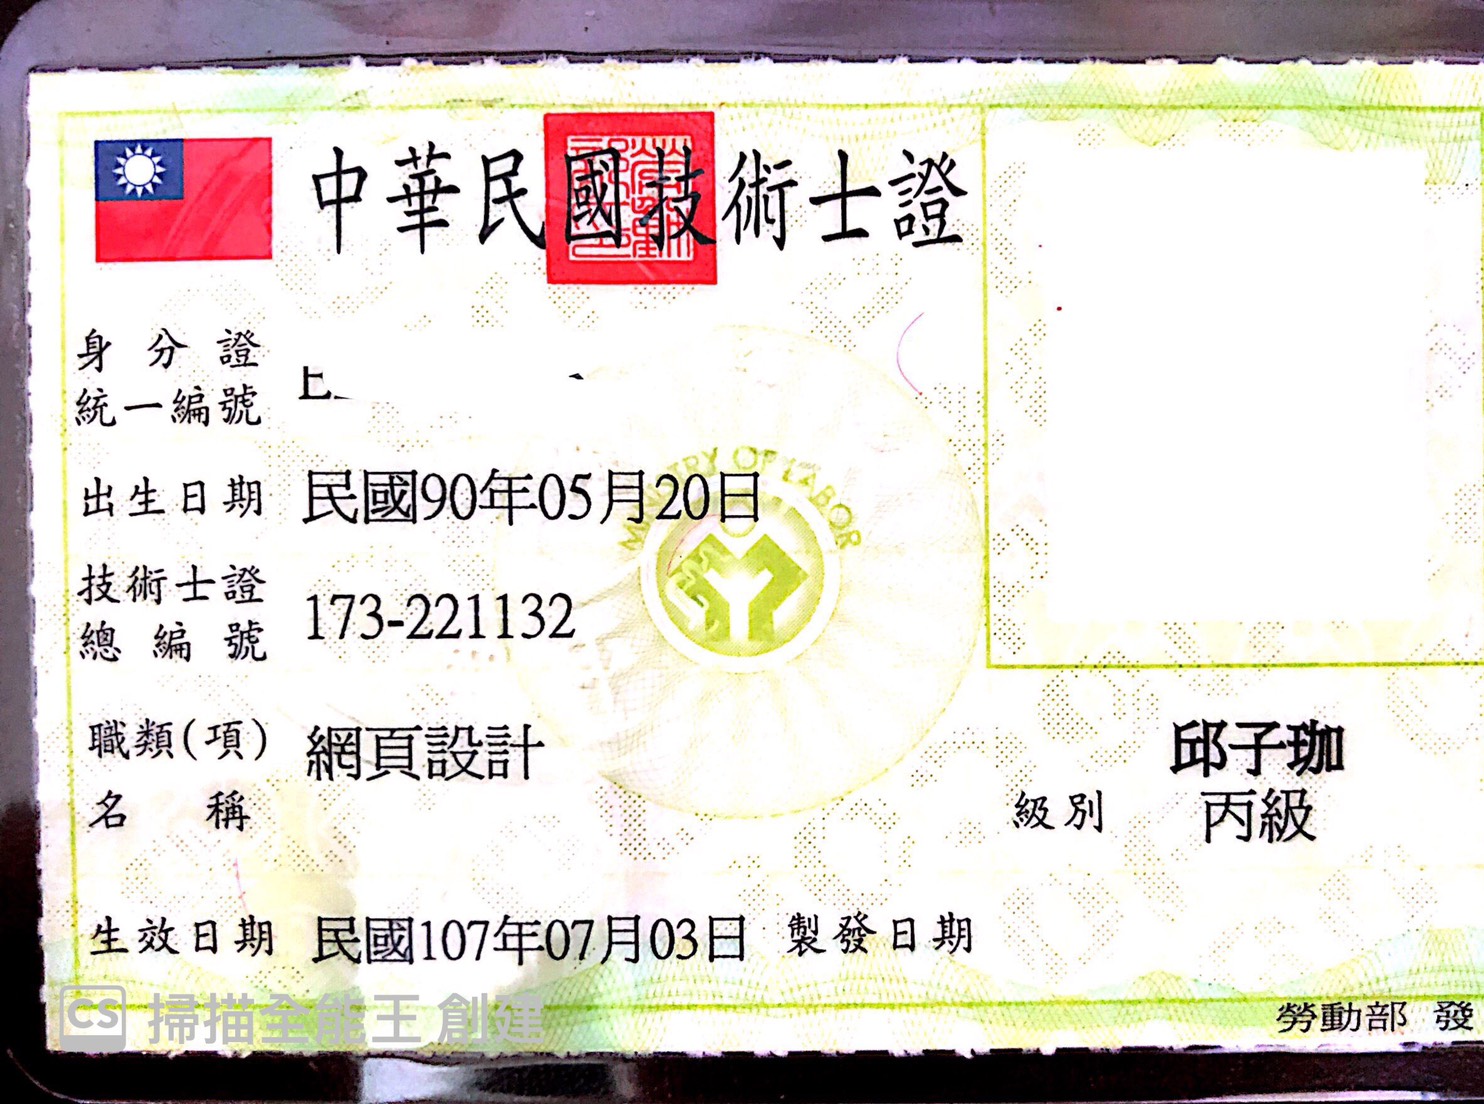 中華民國技術士證
身分證
統一編號
出生日期 民國90年05月20日
MINISTRY OF LABOR
技術士證
總編號 173-221132
職類(項)
名稱 網頁設計
邱子珈
級別 丙級
生效日期 民國107年07月03日 製發日期
勞動部 發
CS 掃描全能王 創建